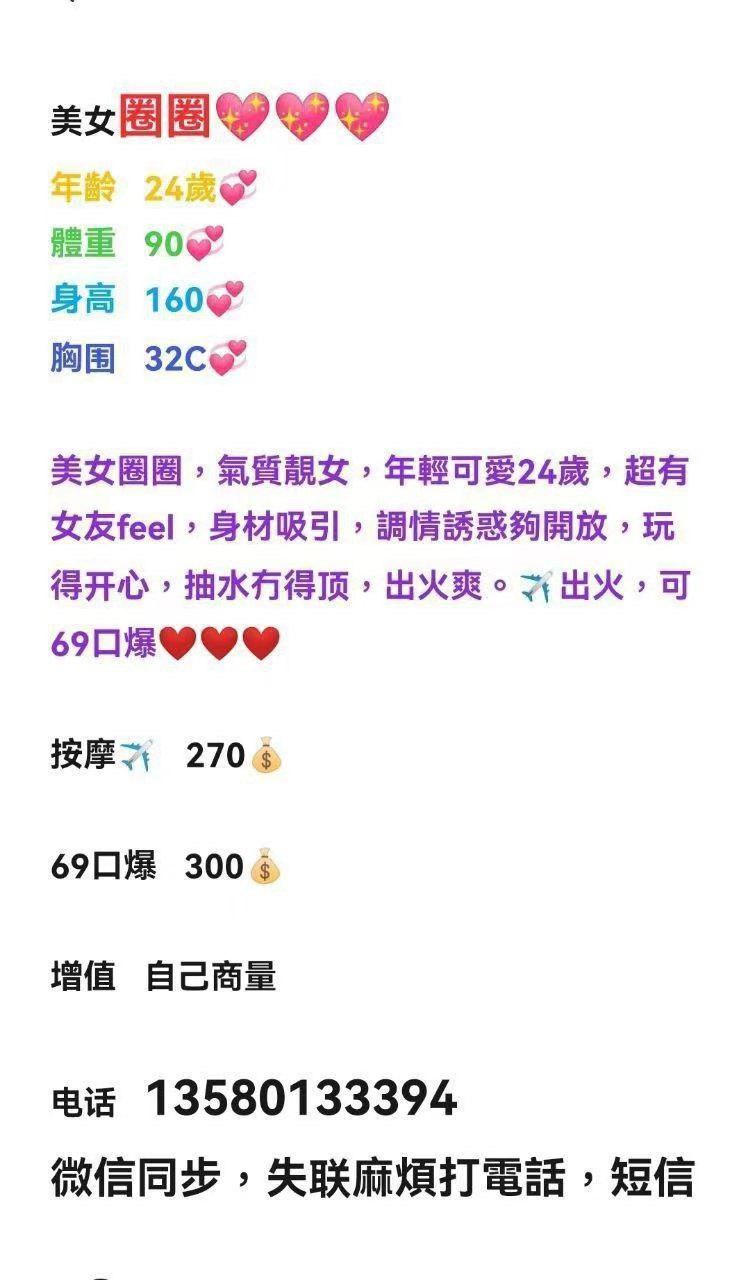 美女圈圈💖💖💖
年齡 24歲💞
體重 90💞
身高 160💞
胸围 32C💞
美女圈圈，氣質靚女，年輕可愛24歲，超有
女友feel，身材吸引，調情誘惑夠開放，玩
得开心，抽水冇得顶，出火爽。✈️出火，可
69口爆❤️❤️❤️
按摩✈️ 270💰
69口爆 300💰
增值 自己商量
电话 13580133394
微信同步，失联麻煩打電話，短信